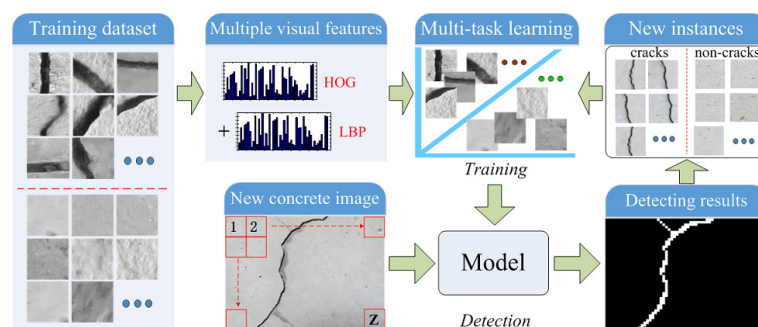 Training dataset
Multiple visual features
HOG
+
LBP
Multi-task learning
Training
New instances
cracks
non-cracks
New concrete image
1 2
Z
Model
Detection
Detecting results